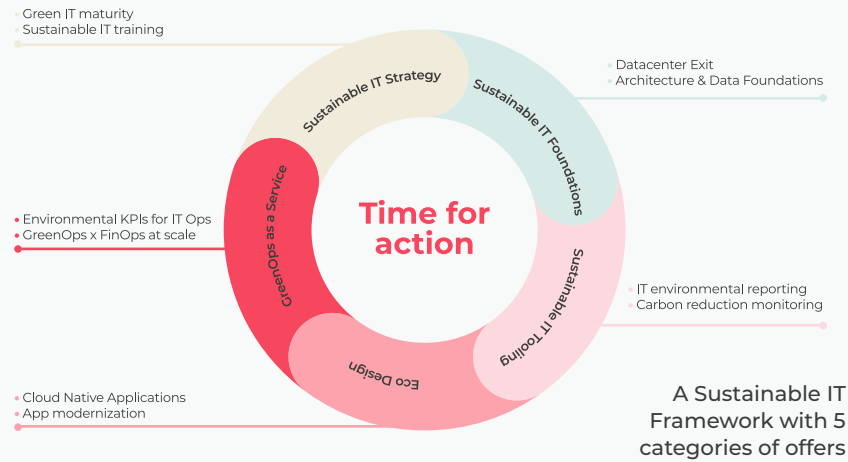 Green IT maturity
Sustainable IT training
Sustainable IT Strategy
Sustainable IT Foundations
Datacenter Exit
Architecture & Data Foundations
Environmental KPIs for IT Ops
GreenOps x FinOps at scale
GreenOps as a Service
Time for
action
Sustainable IT Tooling
IT environmental reporting
Carbon reduction monitoring
Eco Design
Cloud Native Applications
App modernization
A Sustainable IT
Framework with 5
categories of offers